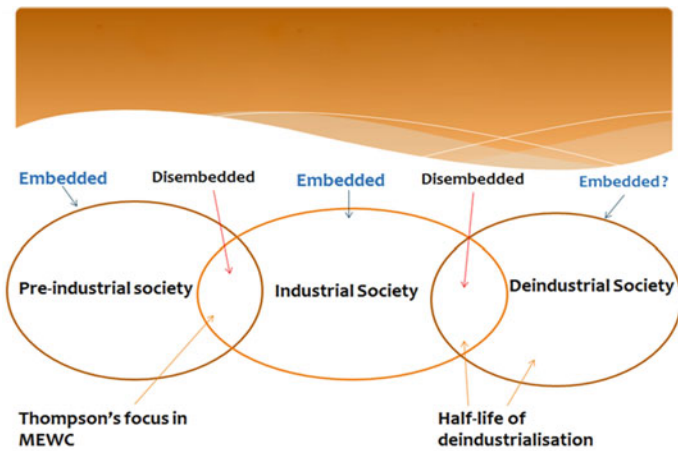 Embedded
Disembedded
Embedded
Disembedded
Embedded?
Pre-industrial society
Industrial Society
Deindustrial Society
Thompson's focus in
MEWC
Half-life of
deindustrialisation